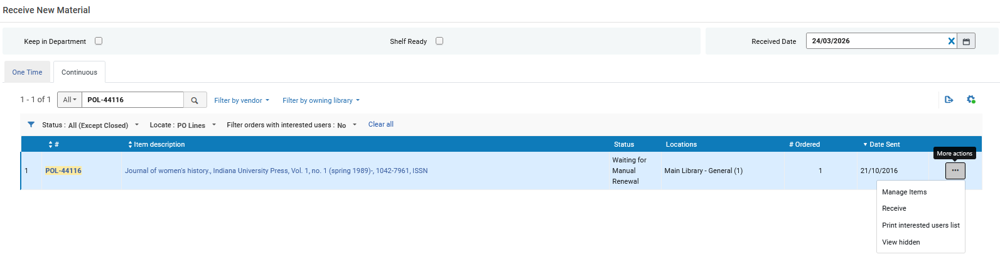 Receive New Material
Keep in Department
Shelf Ready
Received Date 24/03/2026
One Time Continuous
1 - 1 of 1 All POL-44116 Filter by vendor Filter by owning library
Status : All (Except Closed) Locate : PO Lines Filter orders with interested users : No Clear all
# Item description Status Locations # Ordered Date Sent
More actions
1 POL-44116 Journal of women's history., Indiana University Press, Vol. 1, no. 1 (spring 1989)-, 1042-7961, ISSN Waiting for Manual Renewal Main Library - General (1) 1 21/10/2016
Manage Items
Receive
Print interested users list
View hidden